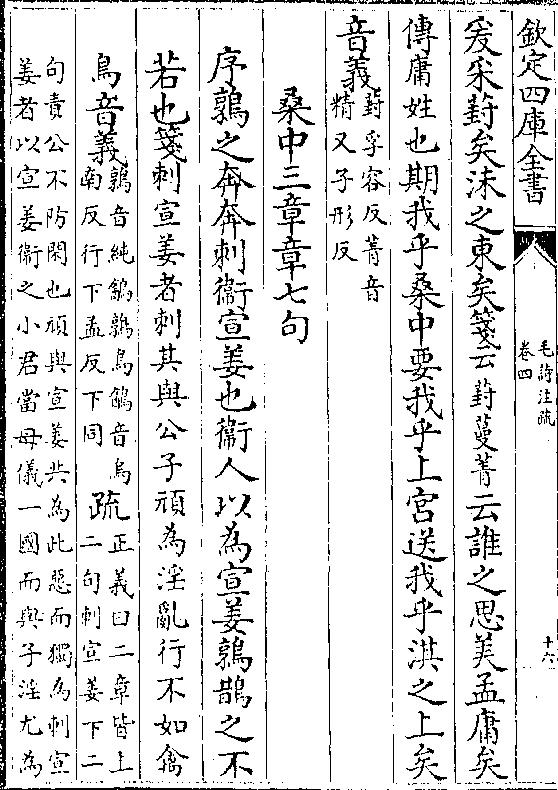 欽定四庫全書
毛詩注疏
卷四
十六
爰采葑矣沬之東矣箋云葑蔓菁云誰之思美孟庸矣
傳庸姓也期我乎桑中要我乎上宮送我乎淇之上矣
音義葑孚容反菁音
精又子形反
桑中三章章七句
序鶉之奔奔刺衞宣姜也衞人以為宣姜鶉鵲之不
若也箋刺宣姜者刺其與公子頑為淫亂行不如禽
鳥音義鶉音純鷂鶉鳥鷂音烏
南反行下孟反下同
疏正義曰二章皆上
二句刺宣姜下二
句責公不防閑也頑與宣姜共為此惡而獨為刺宣
姜者以宣姜衞之小君當母儀一國而與子淫尤為